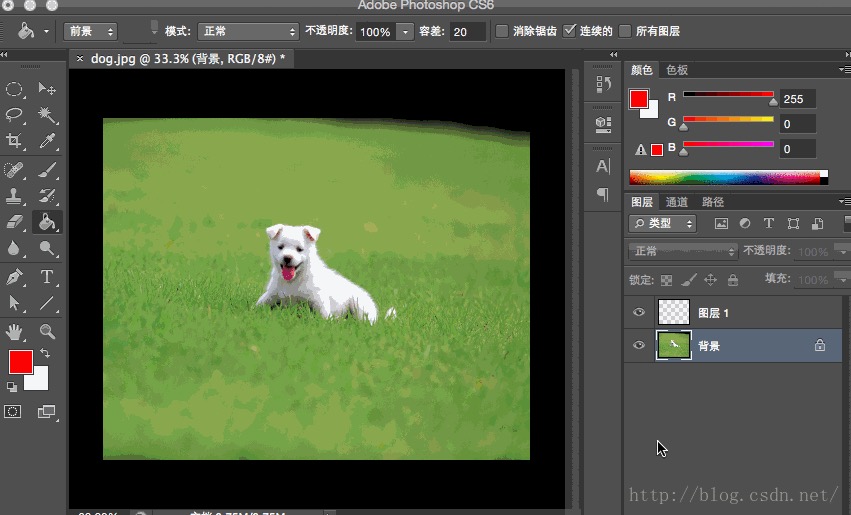 Adobe Photoshop CS6
前景 模式: 正常 不透明度: 100% 容差: 20 消除锯齿 连续的 所有图层
× dog.jpg @ 33.3% (背景, RGB/8#) *
颜色 色板
R 255
G 0
B 0
图层 通道 路径
类型
正常 不透明度: 100%
锁定: 填充: 100%
图层 1
背景
http://blog.csdn.net/